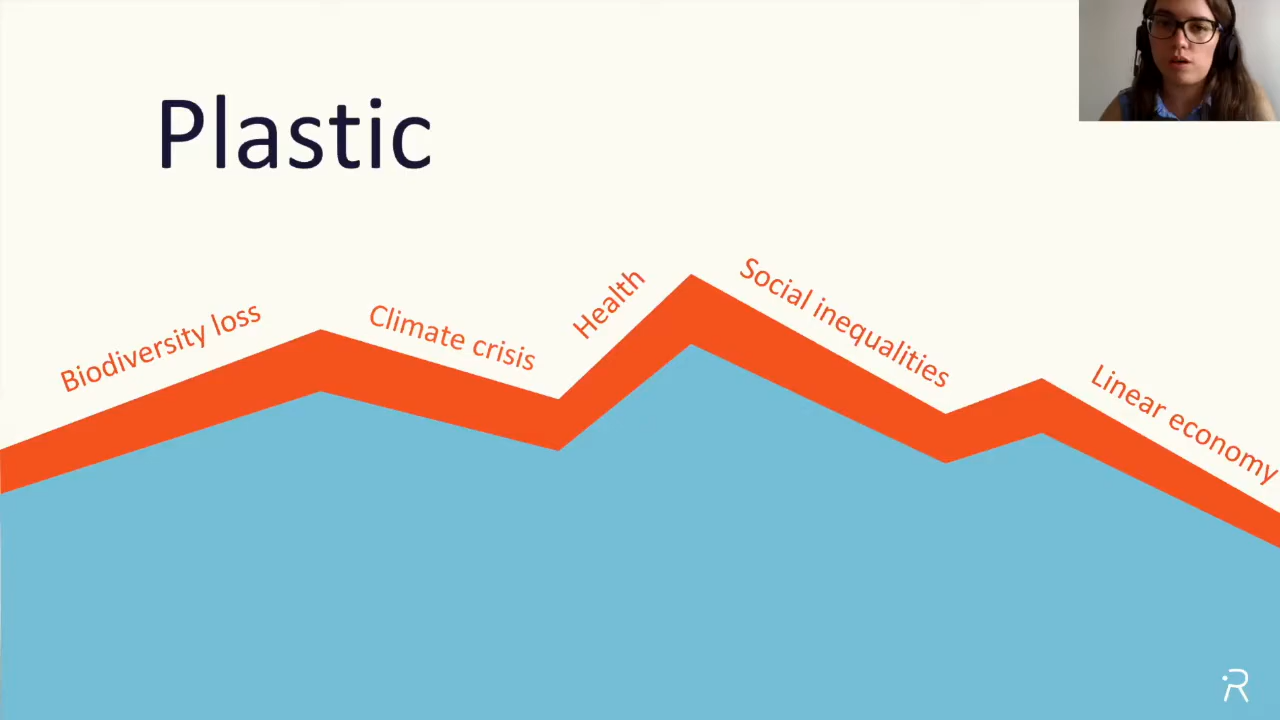 Plastic
Biodiversity loss
Climate crisis
Health
Social inequalities
Linear economy
R